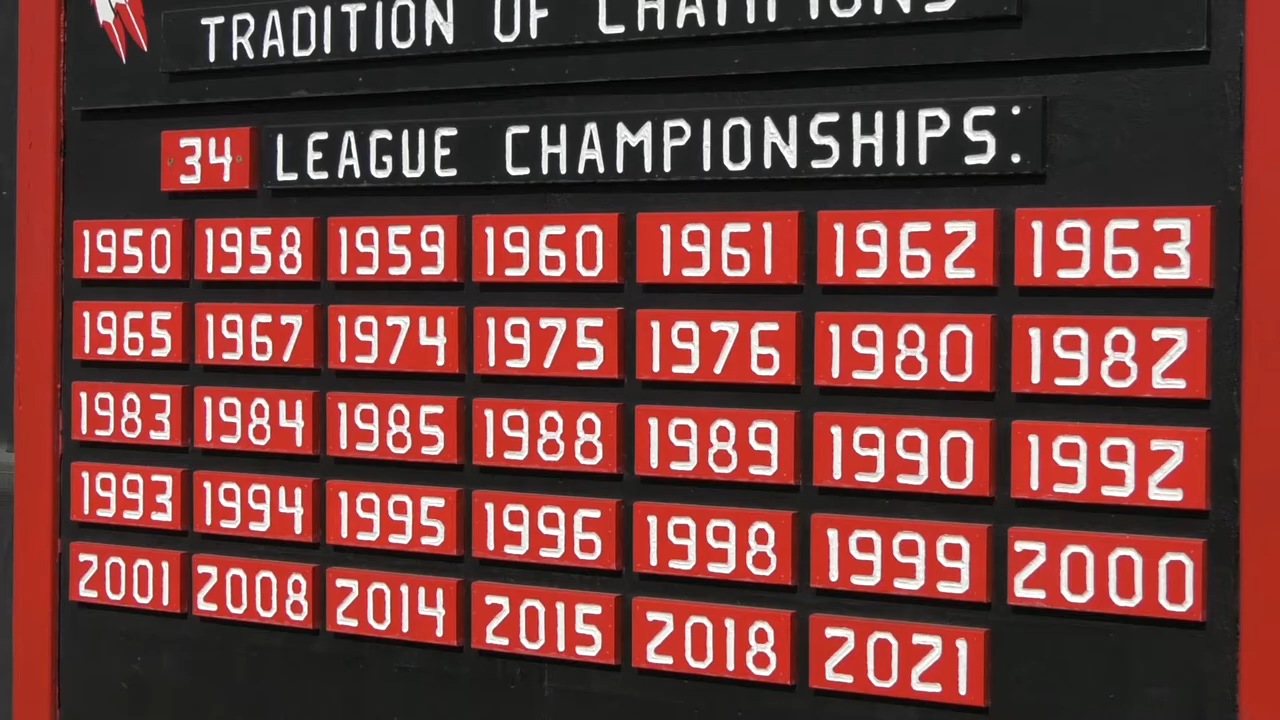 TRADITION OF CHAMPIONS
34 LEAGUE CHAMPIONSHIPS:
1950 1958 1959 1960 1961 1962 1963
1965 1967 1974 1975 1976 1980 1982
1983 1984 1985 1988 1989 1990 1992
1993 1994 1995 1996 1998 1999 2000
2001 2008 2014 2015 2018 2021